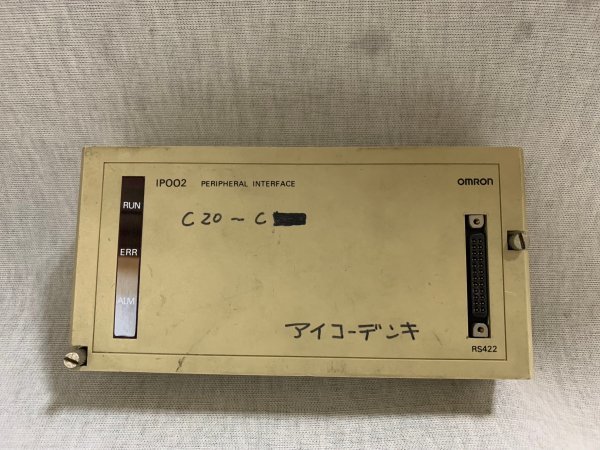 IP002 PERIPHERAL INTERFACE
OMRON
RUN
C20~C
ERR
ALM
アイコーデンキ
RS422